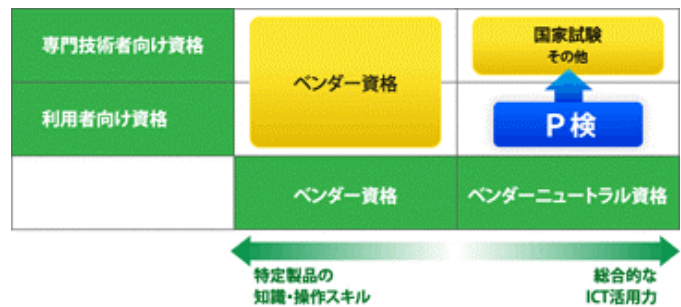 専門技術者向け資格
ベンダー資格
国家試験
その他
利用者向け資格
P検
ベンダー資格
ベンダーニュートラル資格
特定製品の
知識・操作スキル
総合的な
ICT活用力